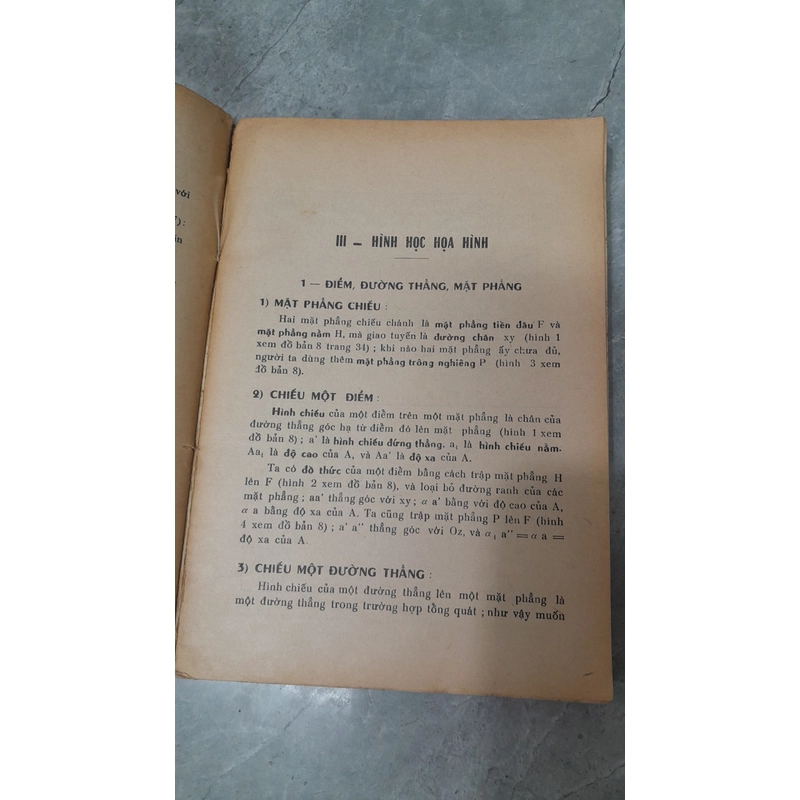 với
):
III – HÌNH HỌC HỌA HÌNH
1 — ĐIỂM, ĐƯỜNG THẲNG, MẶT PHẲNG
1) MẶT PHẲNG CHIẾU :
Hai mặt phẳng chiếu chánh là mặt phẳng tiền đầu F và
mặt phẳng nằm H, mà giao tuyến là đường chân xy (hình 1
xem đồ bản 8 trang 34) ; khi nào hai mặt phẳng ấy chưa đủ,
người ta dùng thêm mặt phẳng trông nghiêng P (hình 3 xem
đồ bản 8).
2) CHIẾU MỘT ĐIỂM :
Hình chiếu của một điểm trên một mặt phẳng là chân của
đường thẳng góc hạ từ điểm đó lên mặt phẳng (hình 1 xem
đồ bản 8) ; a' là hình chiếu đứng thẳng, a₁ là hình chiếu nằm.
Aa₁ là độ cao của A, và Aa' là độ xa của A.
Ta có đồ thức của một điểm bằng cách trập mặt phẳng H
lên F (hình 2 xem đồ bản 8), và loại bỏ đường ranh của các
mặt phẳng ; aa' thẳng góc với xy ; α a' bằng với độ cao của A,
α a bằng độ xa của A. Ta cũng trập mặt phẳng P lên F (hình
4 xem đồ bản 8) ; a' a'' thẳng góc với Oz, và α₁ a'' = α a =
độ xa của A.
3) CHIẾU MỘT ĐƯỜNG THẲNG :
Hình chiếu của một đường thẳng lên một mặt phẳng là
một đường thẳng trong trường hợp tổng quát ; như vậy muốn